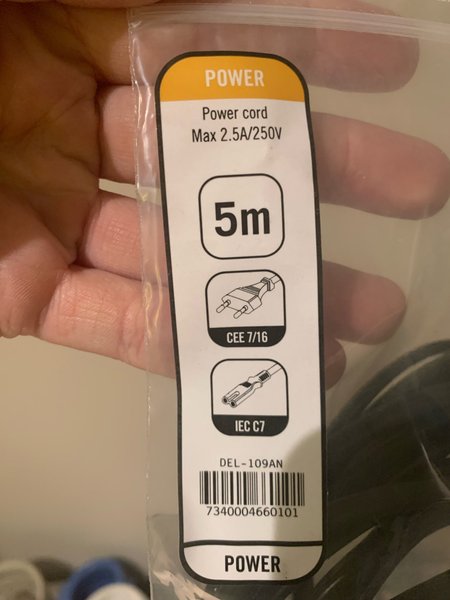 POWER
Power cord
Max 2.5A/250V
5m
CEE 7/16
IEC C7
DEL-109AN
7340004660101
POWER